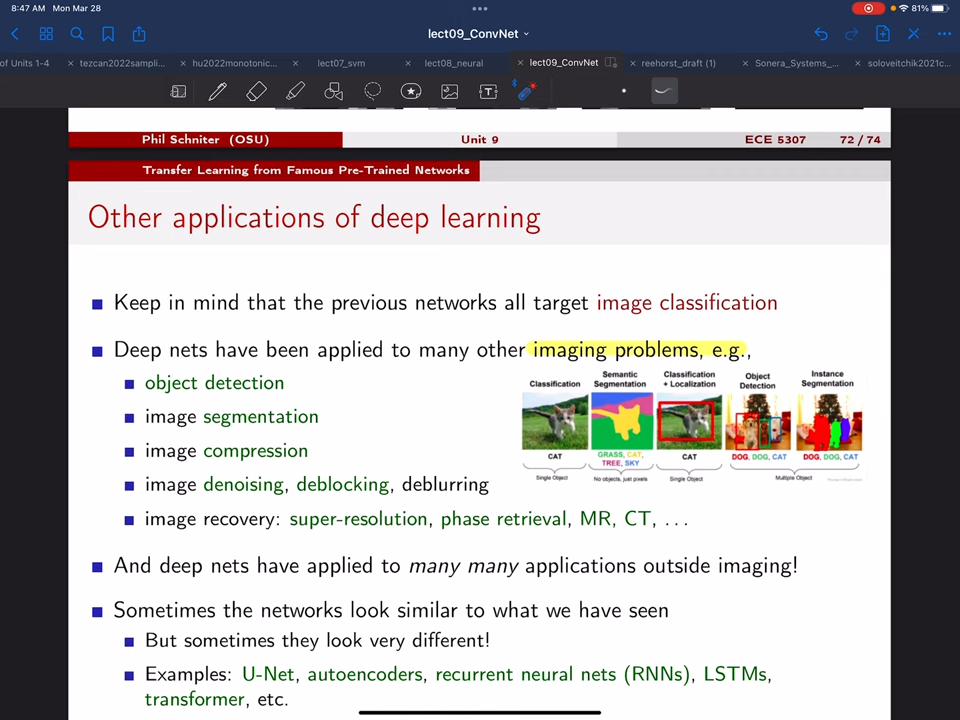 8:47 AM Mon Mar 28
81%
lect09_ConvNet
of Units 1-4
tezcan2022sampli...
hu2022monotonic...
lect07_svm
lect08_neural
lect09_ConvNet
reehorst_draft (1)
Sonera_Systems_...
soloveitchik2021c...
Phil Schniter (OSU) Unit 9 ECE 5307 72 / 74
Transfer Learning from Famous Pre-Trained Networks
Other applications of deep learning
Keep in mind that the previous networks all target image classification
Deep nets have been applied to many other imaging problems, e.g.,
object detection
image segmentation
image compression
image denoising, deblocking, deblurring
image recovery: super-resolution, phase retrieval, MR, CT, ...
Classification
Semantic Segmentation
Classification + Localization
Object Detection
Instance Segmentation
CAT
GRASS, CAT, TREE, SKY
CAT
DOG, DOG, CAT
DOG, DOG, CAT
Single Object
No objects, just pixels
Single Object
Multiple Object
And deep nets have applied to many many applications outside imaging!
Sometimes the networks look similar to what we have seen
But sometimes they look very different!
Examples: U-Net, autoencoders, recurrent neural nets (RNNs), LSTMs,
transformer, etc.